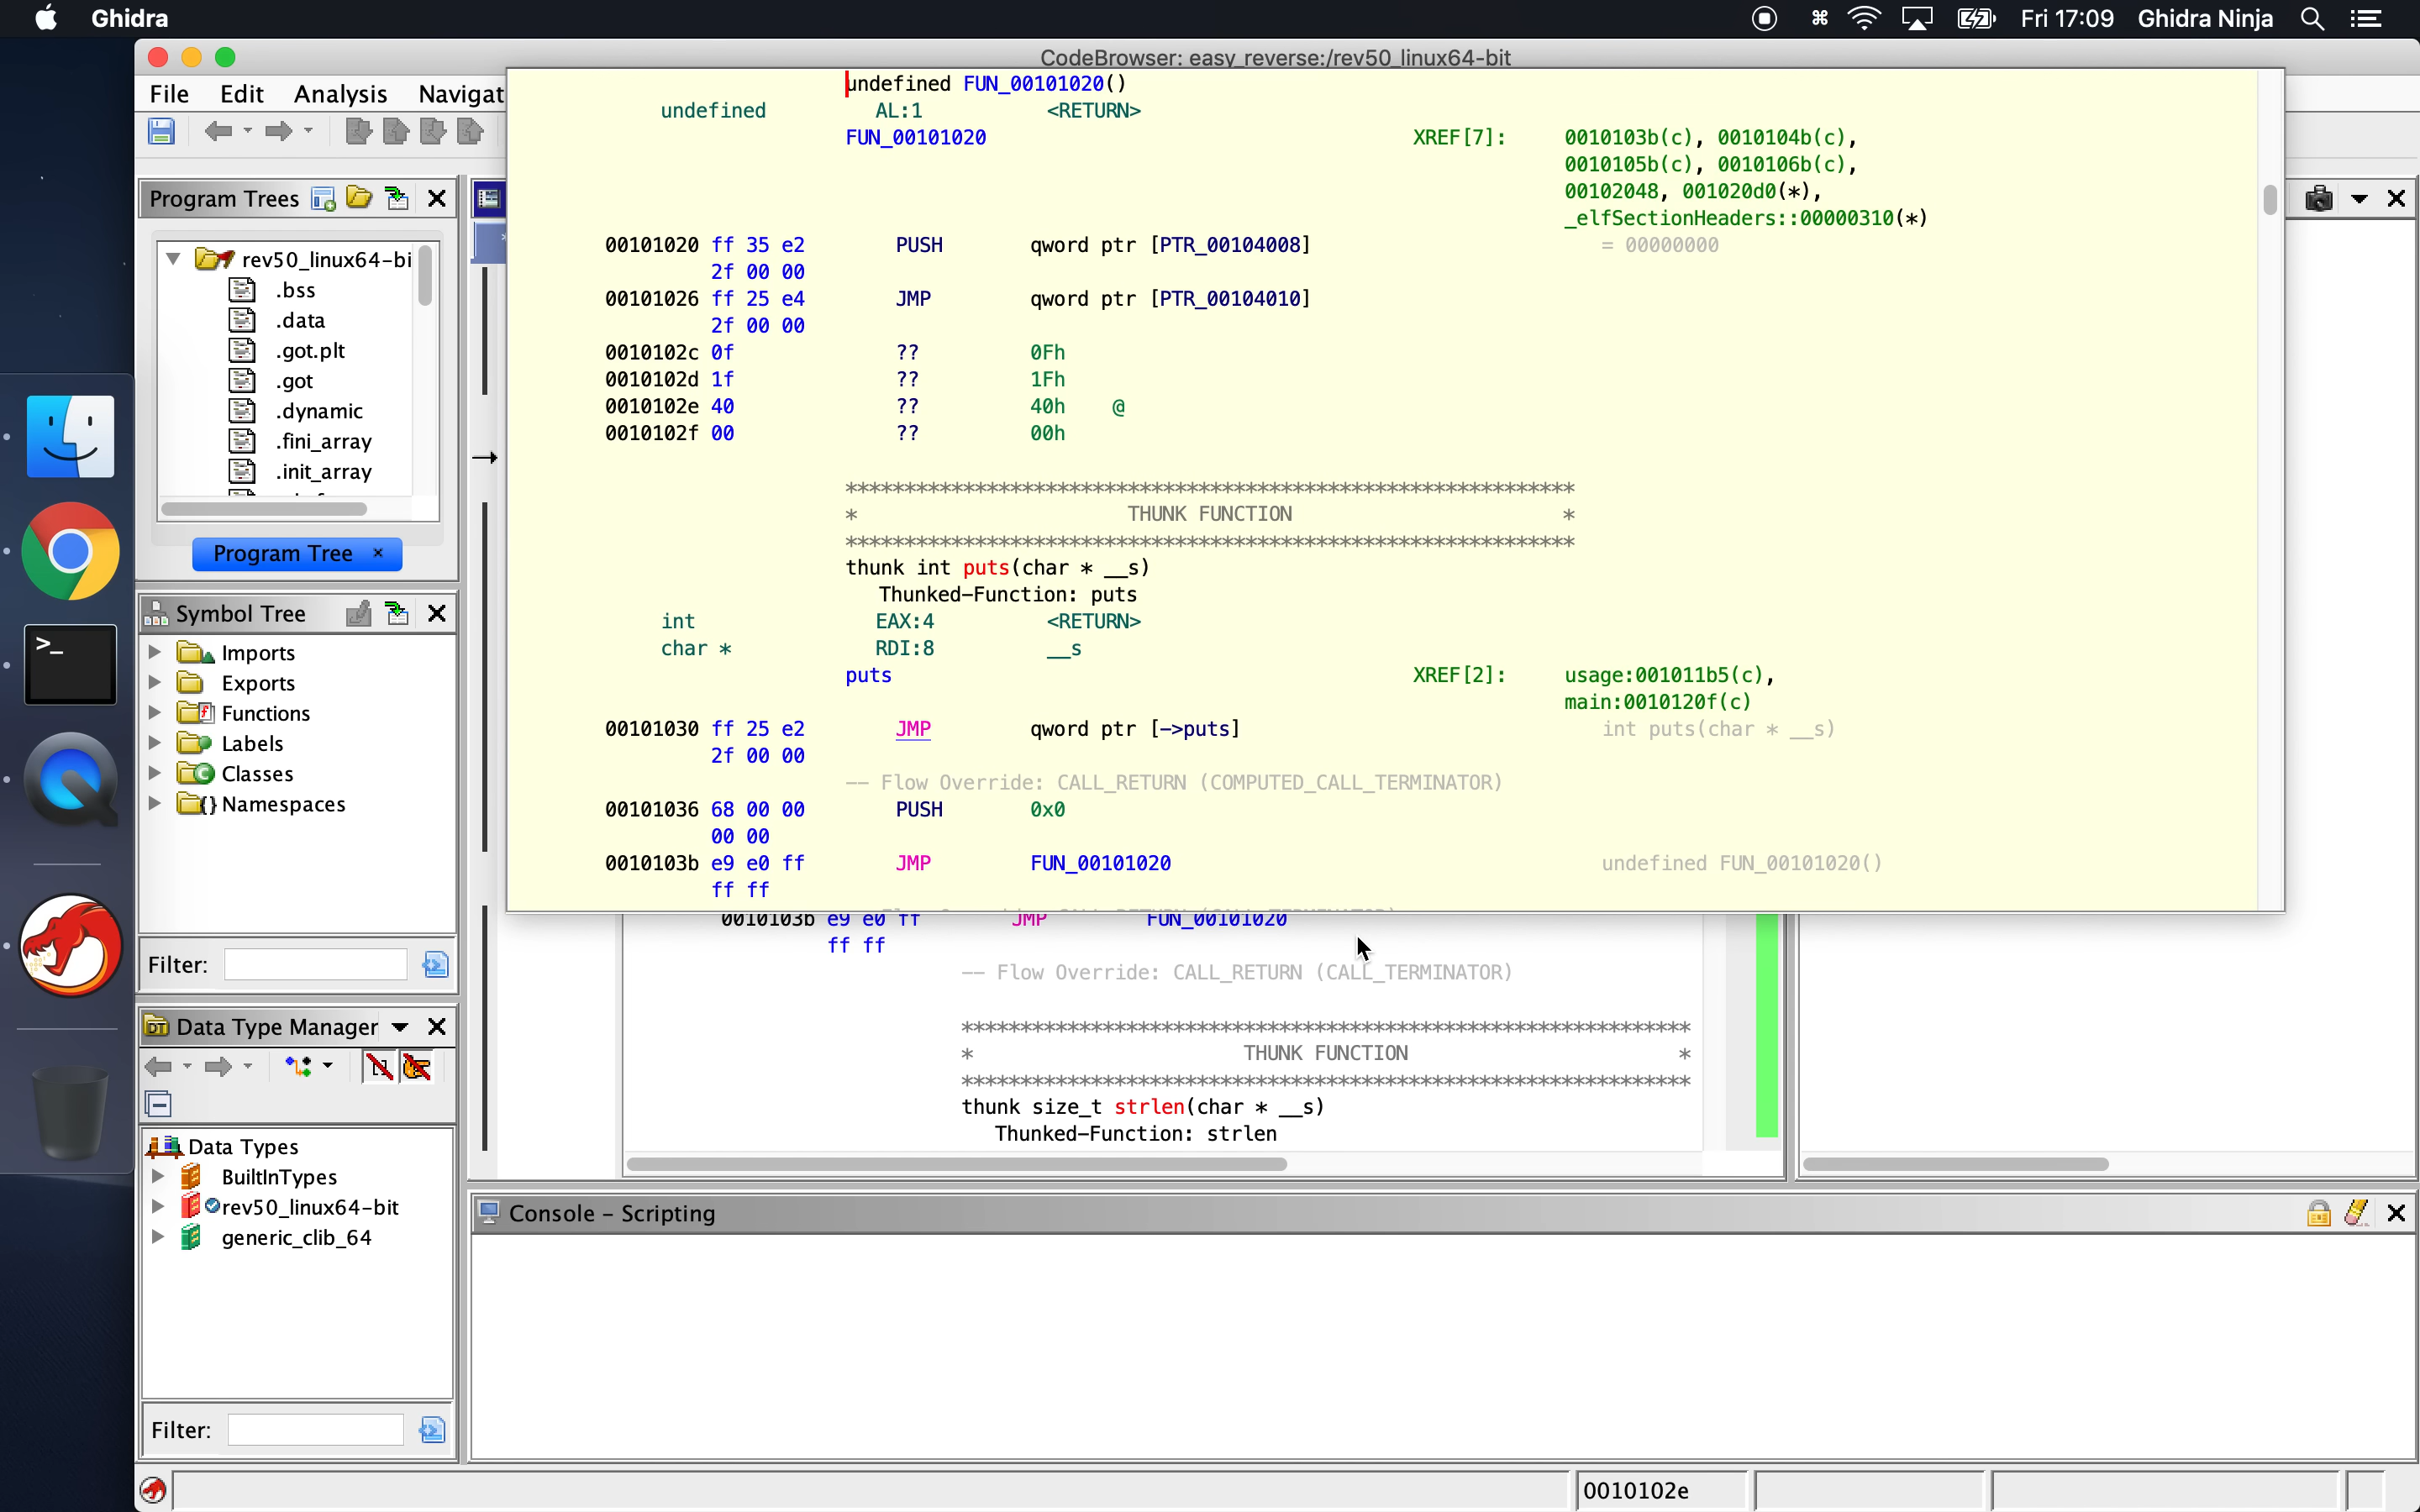 Ghidra
Fri 17:09 Ghidra Ninja
CodeBrowser: easy_reverse:/rev50_linux64-bit
File Edit Analysis Navigat
Program Trees
rev50_linux64-bi
.bss
.data
.got.plt
.got
.dynamic
.fini_array
.init_array
Program Tree ×
Symbol Tree
Imports
Exports
Functions
Labels
Classes
Namespaces
Filter:
Data Type Manager
Data Types
BuiltInTypes
rev50_linux64-bit
generic_clib_64
Filter:
undefined FUN_00101020()
undefined AL:1 <RETURN>
FUN_00101020 XREF[7]: 0010103b(c), 0010104b(c),
0010105b(c), 0010106b(c),
00102048, 001020d0(*),
_elfSectionHeaders::00000310(*)
00101020 ff 35 e2 PUSH qword ptr [PTR_00104008] = 00000000
2f 00 00
00101026 ff 25 e4 JMP qword ptr [PTR_00104010]
2f 00 00
0010102c 0f ?? 0Fh
0010102d 1f ?? 1Fh
0010102e 40 ?? 40h @
0010102f 00 ?? 00h
**************************************************************
* THUNK FUNCTION *
**************************************************************
thunk int puts(char * __s)
Thunked-Function: puts
int EAX:4 <RETURN>
char * RDI:8 __s
puts XREF[2]: usage:001011b5(c),
main:0010120f(c)
00101030 ff 25 e2 JMP qword ptr [->puts] int puts(char * __s)
2f 00 00
-- Flow Override: CALL_RETURN (COMPUTED_CALL_TERMINATOR)
00101036 68 00 00 PUSH 0x0
00 00
0010103b e9 e0 ff JMP FUN_00101020 undefined FUN_00101020()
ff ff
0010103b e9 e0 ff JMP FUN_00101020
ff ff
-- Flow Override: CALL_RETURN (CALL_TERMINATOR)
**************************************************************
* THUNK FUNCTION *
**************************************************************
thunk size_t strlen(char * __s)
Thunked-Function: strlen
Console - Scripting
0010102e